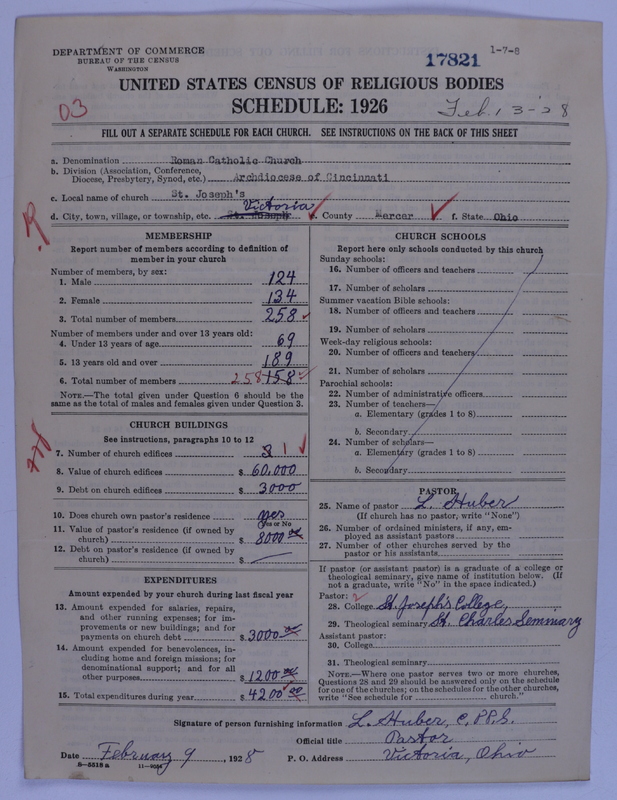 DEPARTMENT OF COMMERCE
BUREAU OF THE CENSUS
WASHINGTON
17821
1-7-8
UNITED STATES CENSUS OF RELIGIOUS BODIES
SCHEDULE: 1926
03
Feb. 13-28
FILL OUT A SEPARATE SCHEDULE FOR EACH CHURCH. SEE INSTRUCTIONS ON THE BACK OF THIS SHEET
a. Denomination Roman Catholic Church
b. Division (Association, Conference,
Diocese, Presbytery, Synod, etc.) Archdiocese of Cincinnati
c. Local name of church St. Joseph's
Victoria
d. City, town, village, or township, etc. St. Joseph e. County Mercer f. State Ohio
R
MEMBERSHIP
Report number of members according to definition of
member in your church
Number of members, by sex:
1. Male 124
2. Female 134
3. Total number of members 258
Number of members under and over 13 years old:
4. Under 13 years of age 69
5. 13 years old and over 189
6. Total number of members 258 158
NOTE.—The total given under Question 6 should be
same as the total of males and females given under Question 3.
CHURCH BUILDINGS
See instructions, paragraphs 10 to 12
7. Number of church edifices 1
8. Value of church edifices $ 60,000
9. Debt on church edifices $ 3000
10. Does church own pastor's residence yes
(Yes or No
11. Value of pastor's residence (if owned by
church) $ 8000 00
12. Debt on pastor's residence (if owned by
church) $ —
EXPENDITURES
Amount expended by your church during last fiscal year
13. Amount expended for salaries, repairs,
and other running expenses; for im-
provements or new buildings; and for
payments on church debt $ 3000 00
14. Amount expended for benevolences, in-
cluding home and foreign missions; for
denominational support; and for all
other purposes $ 1200 00
15. Total expenditures during year $ 4200 00
CHURCH SCHOOLS
Report here only schools conducted by this church
Sunday schools:
16. Number of officers and teachers
17. Number of scholars
Summer vacation Bible schools:
18. Number of officers and teachers
19. Number of scholars
Week-day religious schools:
20. Number of officers and teachers
21. Number of scholars
Parochial schools:
22. Number of administrative officers
23. Number of teachers—
a. Elementary (grades 1 to 8)
b. Secondary
24. Number of scholars—
a. Elementary (grades 1 to 8)
b. Secondary
PASTOR
25. Name of pastor L. Huber
(If church has no pastor, write "None")
26. Number of ordained ministers, if any, em-
ployed as assistant pastors
27. Number of other churches served by the
pastor or his assistants
If pastor (or assistant pastor) is a graduate of a college or
theological seminary, give name of institution below. (If
not a graduate, write "No" in the space indicated.)
Pastor: 2
28. College St. Joseph's College,
29. Theological seminary St. Charles Semmary
Assistant pastor:
30. College
31. Theological seminary
NOTE.—Where one pastor serves two or more churches,
Questions 28 and 29 should be answered only on the schedule
for one of the churches; on the schedules for the other churches,
write "See schedule for church."
Signature of person furnishing information L. Huber, C.PP.S.
Official title Pastor
Date February 9, 1928 P. O. Address Victoria, Ohio
8-5518 a